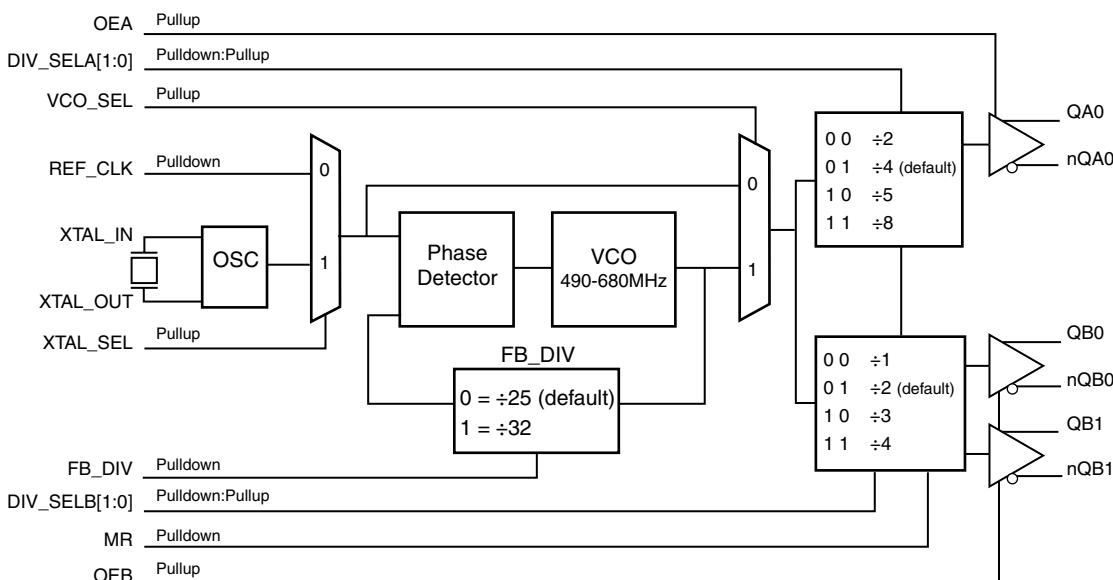 OEA Pullup
DIV_SELA[1:0] Pulldown:Pullup
VCO_SEL Pullup
REF_CLK Pulldown
XTAL_IN
XTAL_OUT
XTAL_SEL Pullup
OSC
0
1
Phase
Detector
VCO
490-680MHz
0
1
FB_DIV
0 = ÷25 (default)
1 = ÷32
0 0 ÷2
0 1 ÷4 (default)
1 0 ÷5
1 1 ÷8
QA0
nQA0
0 0 ÷1
0 1 ÷2 (default)
1 0 ÷3
1 1 ÷4
QB0
nQB0
QB1
nQB1
FB_DIV Pulldown
DIV_SELB[1:0] Pulldown:Pullup
MR Pulldown
OEB Pullup